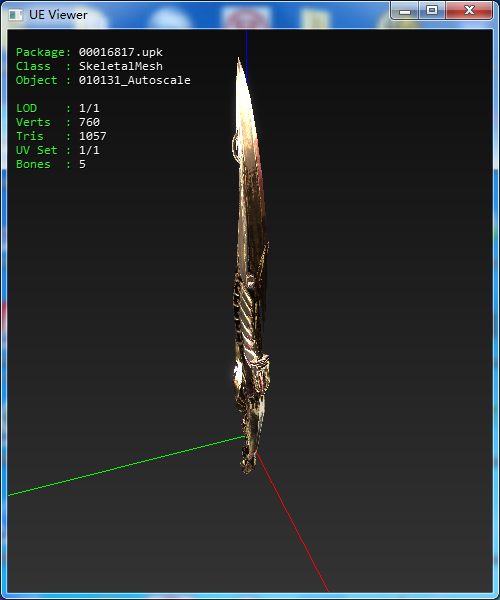 UE Viewer
Package: 00016817.upk
Class  : SkeletalMesh
Object : 010131_Autoscale
LOD    : 1/1
Verts  : 760
Tris   : 1057
UV Set : 1/1
Bones  : 5